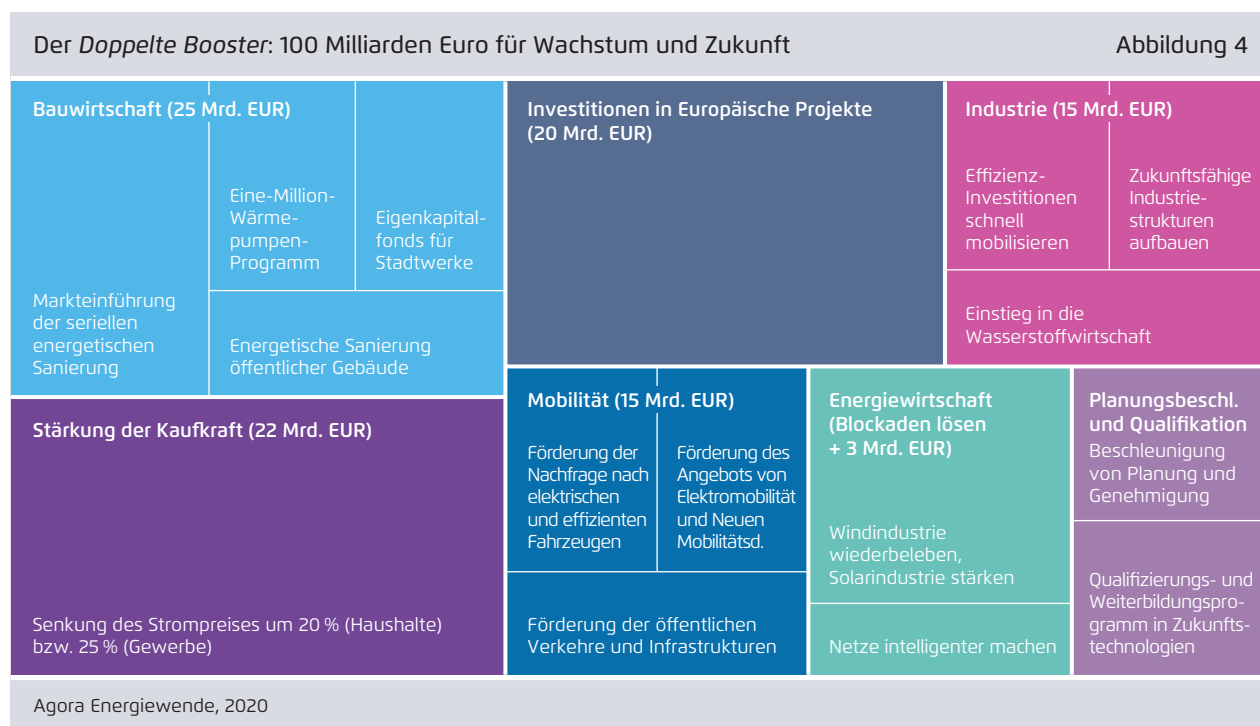 Der Doppelte Booster: 100 Milliarden Euro für Wachstum und Zukunft
Abbildung 4
Bauwirtschaft (25 Mrd. EUR)
Markteinführung
der seriellen
energetischen
Sanierung
Eine-Million-
Wärme-
pumpen-
Programm
Eigenkapital-
fonds für
Stadtwerke
Energetische Sanierung
öffentlicher Gebäude
Investitionen in Europäische Projekte
(20 Mrd. EUR)
Industrie (15 Mrd. EUR)
Effizienz-
Investitionen
schnell
mobilisieren
Zukunftsfähige
Industrie-
strukturen
aufbauen
Einstieg in die
Wasserstoffwirtschaft
Stärkung der Kaufkraft (22 Mrd. EUR)
Senkung des Strompreises um 20 % (Haushalte)
bzw. 25 % (Gewerbe)
Mobilität (15 Mrd. EUR)
Förderung der
Nachfrage nach
elektrischen
und effizienten
Fahrzeugen
Förderung des
Angebots von
Elektromobilität
und Neuen
Mobilitätsd.
Förderung der öffentlichen
Verkehre und Infrastrukturen
Energiewirtschaft
(Blockaden lösen
+ 3 Mrd. EUR)
Windindustrie
wiederbeleben,
Solarindustrie stärken
Netze intelligenter machen
Planungsbeschl.
und Qualifikation
Beschleunigung
von Planung und
Genehmigung
Qualifizierungs- und
Weiterbildungspro-
gramm in Zukunfts-
technologien
Agora Energiewende, 2020